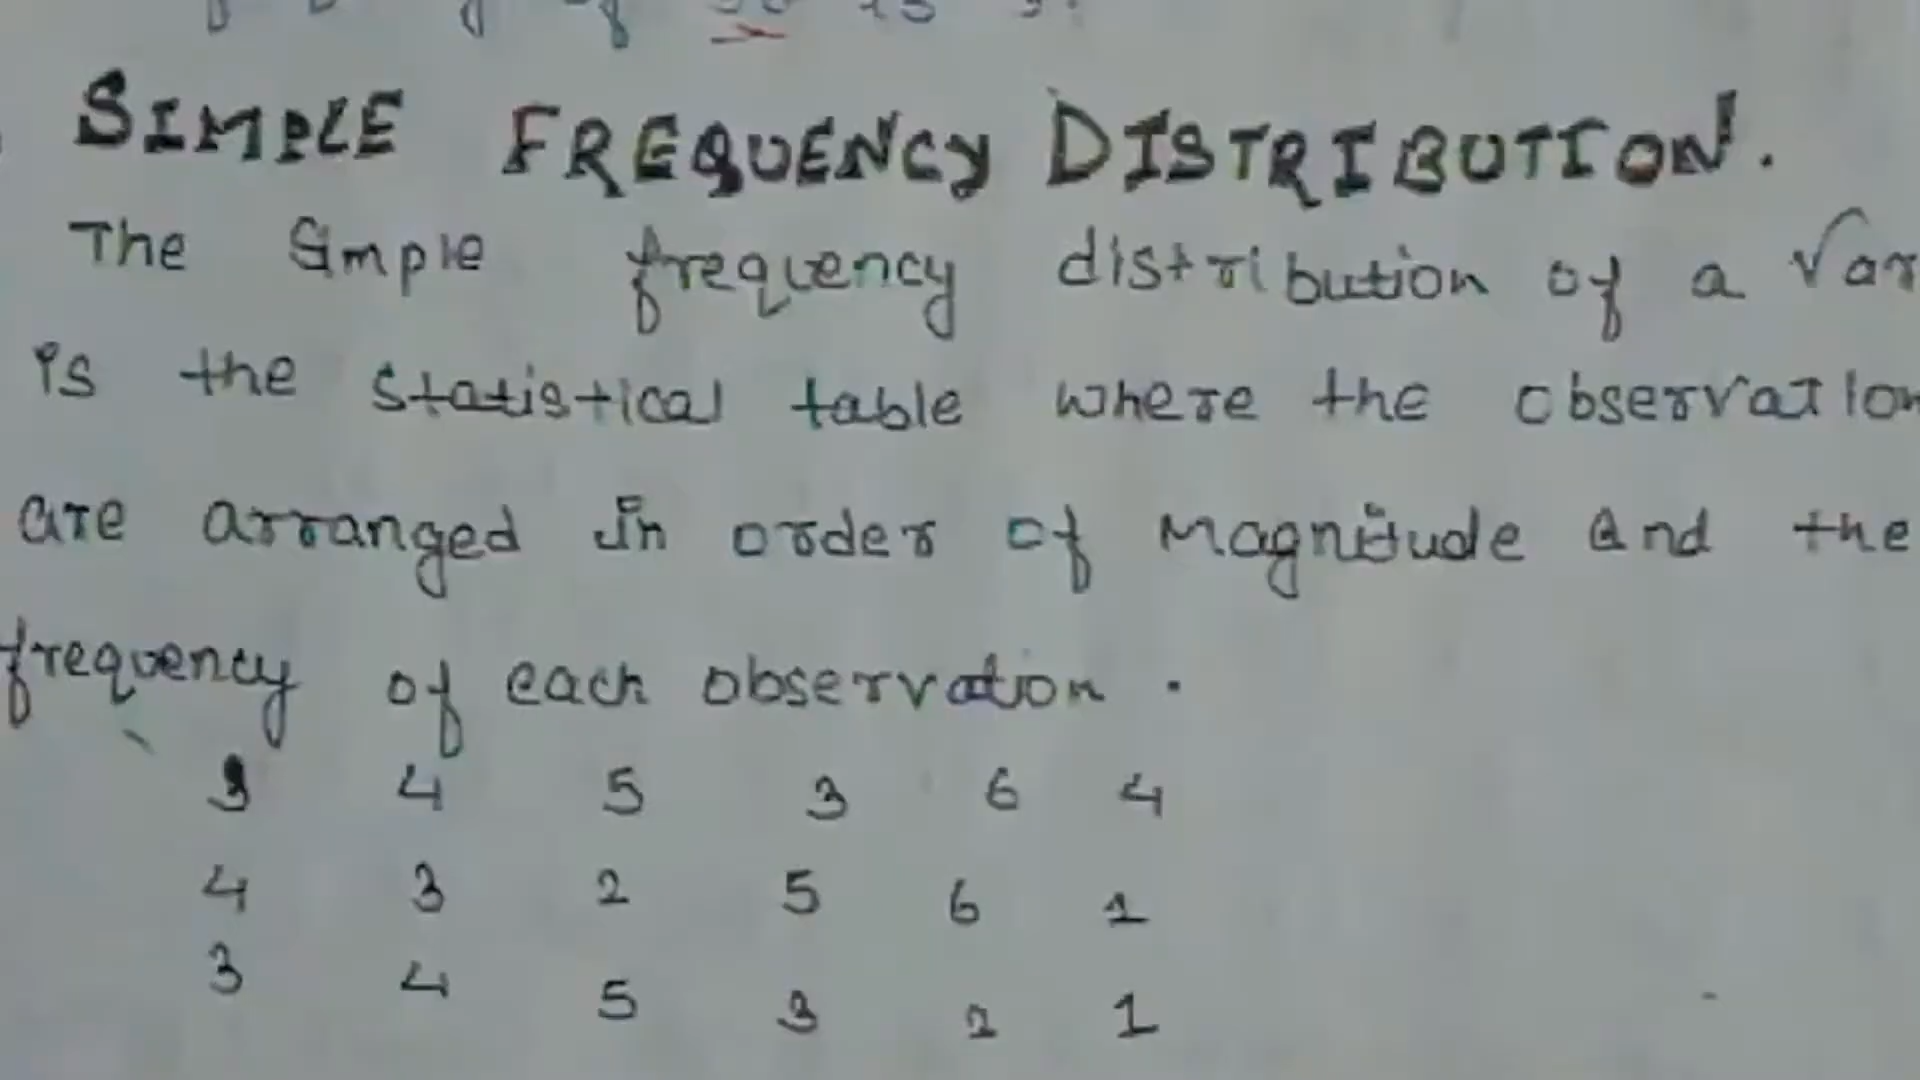 SIMPLE FREQUENCY DISTRIBUTION.
The Simple frequency distribution of a Var
is the statistical table where the observation
are arranged in order of Magnitude and the
frequency of each observation .
3 4 5 3 6 4
4 3 2 5 6 1
3 4 5 3 2 1